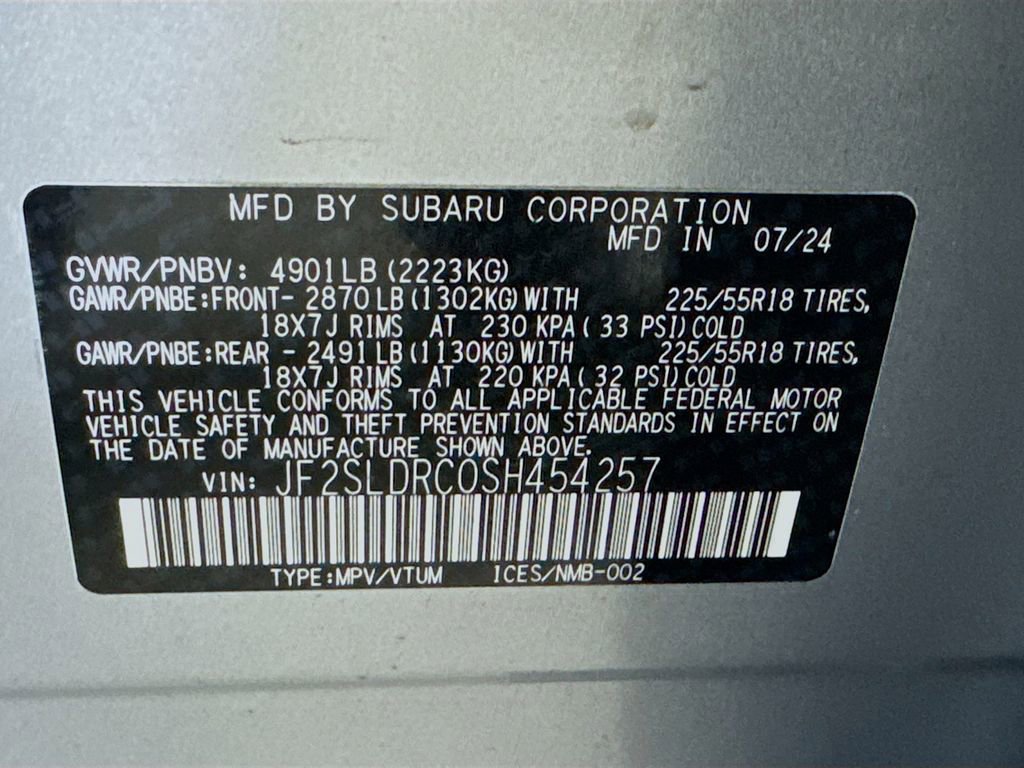 MFD BY SUBARU CORPORATION
MFD IN 07/24
GVWR/PNBV: 4901LB (2223KG)
GAWR/PNBE:FRONT- 2870LB (1302KG) WITH 225/55R18 TIRES,
18X7J RIMS AT 230 KPA ( 33 PSI) COLD
GAWR/PNBE:REAR - 2491LB (1130KG) WITH 225/55R18 TIRES,
18X7J RIMS AT 220 KPA ( 32 PSI) COLD
THIS VEHICLE CONFORMS TO ALL APPLICABLE FEDERAL MOTOR
VEHICLE SAFETY AND THEFT PREVENTION STANDARDS IN EFFECT ON
THE DATE OF MANUFACTURE SHOWN ABOVE.
VIN: JF2SLDRC0SH454257
TYPE:MPV/VTUM ICES/NMB-002